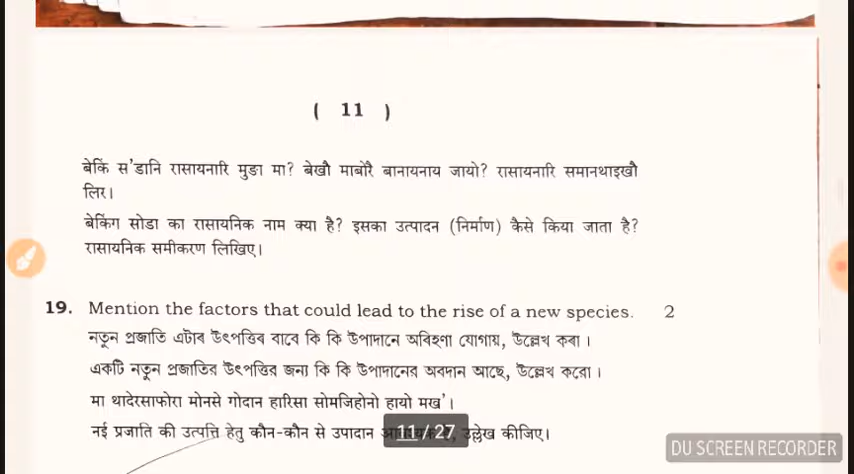 ( 11 )
बेकिं स'डानि रासायनारि मुङा मा? बेखौ माबोरै बानायनाय जायो? रासायनारि समानथाइखौ
लिर।
बेकिंग सोडा का रासायनिक नाम क्या है? इसका उत्पादन (निर्माण) कैसे किया जाता है?
रासायनिक समीकरण लिखिए।
19. Mention the factors that could lead to the rise of a new species. 2
নতুন প্ৰজাতি এটাৰ উৎপত্তিৰ বাবে কি কি উপাদানে অৰিহণা যোগায়, উল্লেখ কৰা ।
একটি নতুন প্রজাতির উৎপত্তির জন্য কি কি উপাদানের অবদান আছে, উল্লেখ করো ।
मा थादेरसाफोरा मोनसे गोदान हारिसा सोमजिहोनो हायो मख'।
नई प्रजाति की उत्पत्ति हेतु कौन-कौन से उपादान उल्लेख कीजिए।
11 / 27
DU SCREEN RECORDER